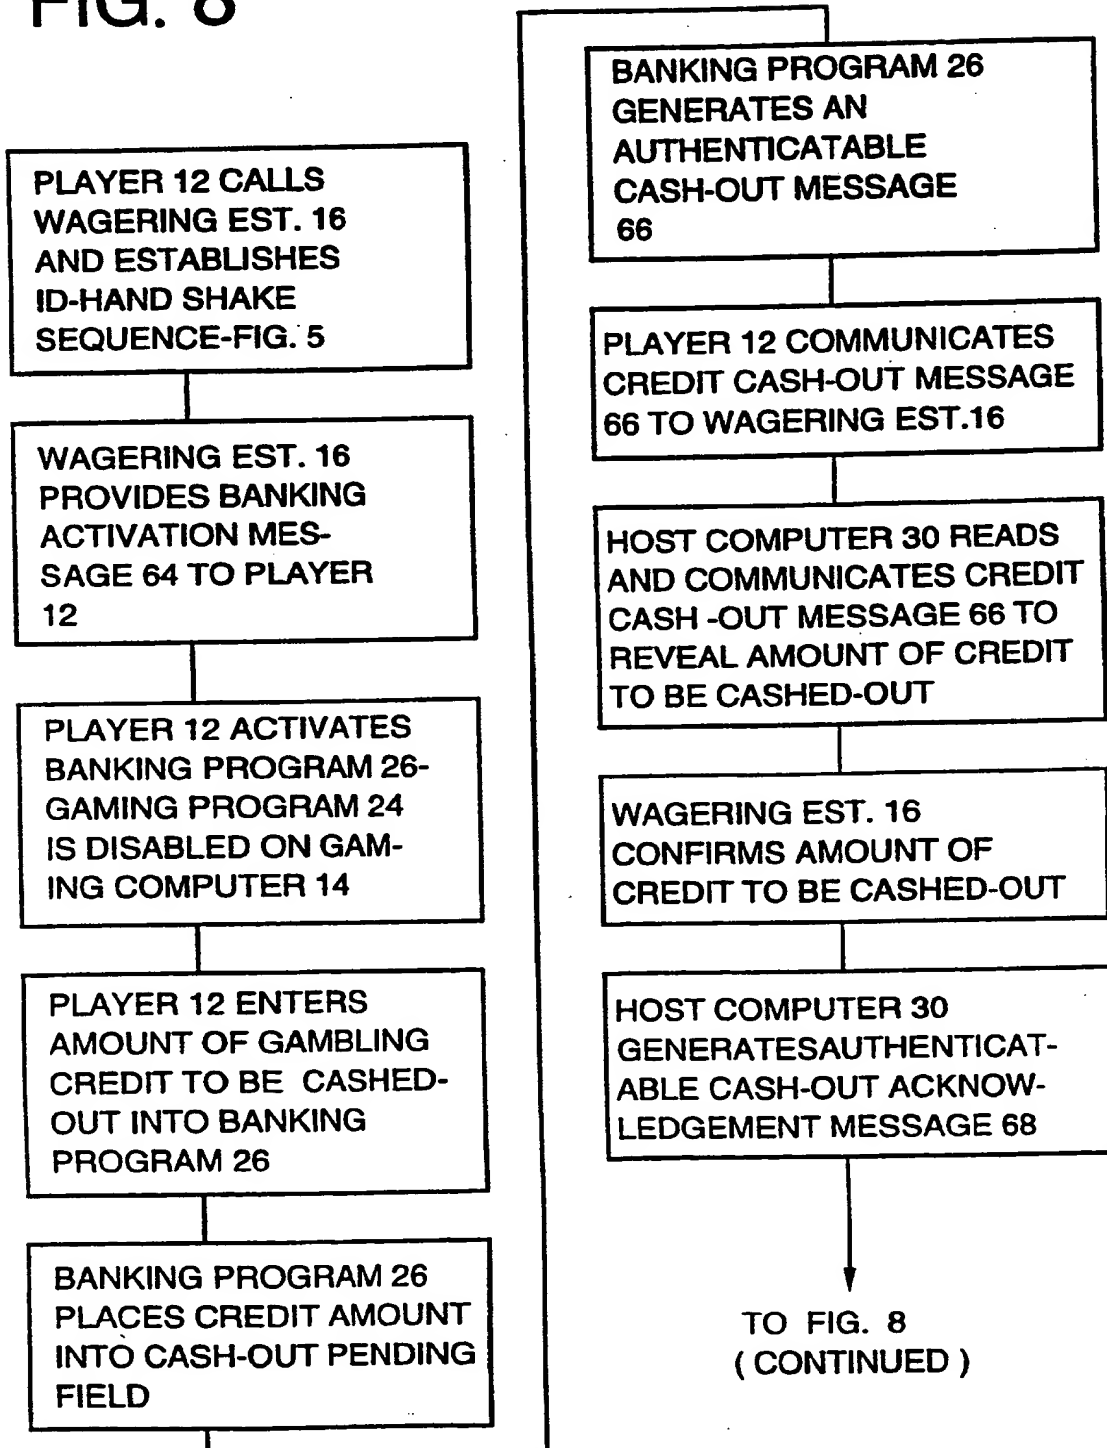 FIG. 8
PLAYER 12 CALLS
WAGERING EST. 16
AND ESTABLISHES
ID-HAND SHAKE
SEQUENCE-FIG. 5
WAGERING EST. 16
PROVIDES BANKING
ACTIVATION MES-
SAGE 64 TO PLAYER
12
PLAYER 12 ACTIVATES
BANKING PROGRAM 26-
GAMING PROGRAM 24
IS DISABLED ON GAM-
ING COMPUTER 14
PLAYER 12 ENTERS
AMOUNT OF GAMBLING
CREDIT TO BE CASHED-
OUT INTO BANKING
PROGRAM 26
BANKING PROGRAM 26
PLACES CREDIT AMOUNT
INTO CASH-OUT PENDING
FIELD
BANKING PROGRAM 26
GENERATES AN
AUTHENTICATABLE
CASH-OUT MESSAGE
66
PLAYER 12 COMMUNICATES
CREDIT CASH-OUT MESSAGE
66 TO WAGERING EST.16
HOST COMPUTER 30 READS
AND COMMUNICATES CREDIT
CASH -OUT MESSAGE 66 TO
REVEAL AMOUNT OF CREDIT
TO BE CASHED-OUT
WAGERING EST. 16
CONFIRMS AMOUNT OF
CREDIT TO BE CASHED-OUT
HOST COMPUTER 30
GENERATESAUTHENTICAT-
ABLE CASH-OUT ACKNOW-
LEDGEMENT MESSAGE 68
TO FIG. 8
( CONTINUED )